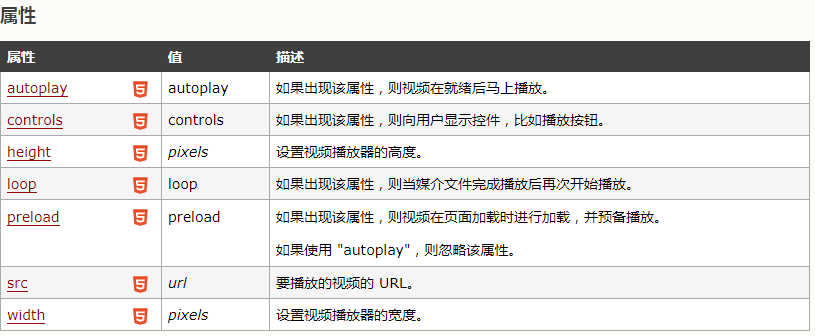 属性
属性 值 描述
autoplay 5 autoplay 如果出现该属性，则视频在就绪后马上播放。
controls 5 controls 如果出现该属性，则向用户显示控件，比如播放按钮。
height 5 pixels 设置视频播放器的高度。
loop 5 loop 如果出现该属性，则当媒介文件完成播放后再次开始播放。
preload 5 preload 如果出现该属性，则视频在页面加载时进行加载，并预备播放。
如果使用 "autoplay"，则忽略该属性。
src 5 url 要播放的视频的 URL。
width 5 pixels 设置视频播放器的宽度。